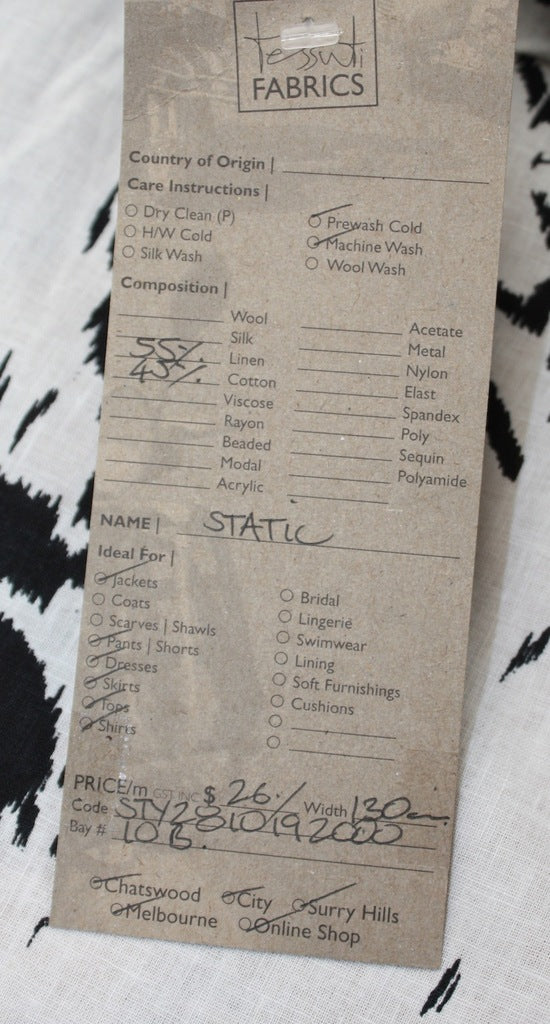 tessuti
FABRICS
Country of Origin |
Care Instructions |
Dry Clean (P) Prewash Cold
H/W Cold Machine Wash
Silk Wash Wool Wash
Composition |
Wool Acetate
Silk Metal
55% Linen Nylon
45% Cotton Elast
Viscose Spandex
Rayon Poly
Beaded Sequin
Modal Polyamide
Acrylic
NAME | STATIC
Ideal For |
Jackets Bridal
Coats Lingerie
Scarves | Shawls Swimwear
Pants | Shorts Lining
Dresses Soft Furnishings
Skirts Cushions
Tops
Shirts
PRICE/m GST INC $ 26./ Width 130cm
Code STY2810192000
Bay # 10 B.
Chatswood City Surry Hills
Melbourne Online Shop